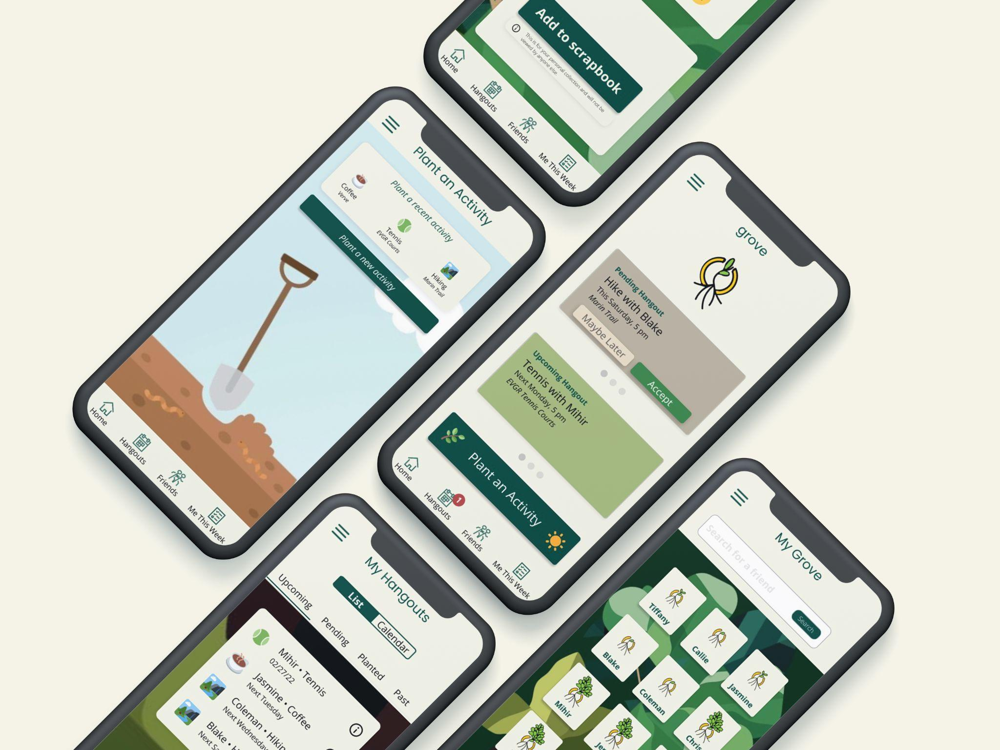 Add to scrapbook
This is for your personal collection and will not be
viewed by anyone else.
Home
Hangouts
Friends
Me This Week
Plant an Activity
Plant a recent activity
Coffee
Verve
Tennis
EVGR Courts
Hiking
Marin Trail
Plant a new activity
Home
Hangouts
Friends
Me This Week
grove
Pending Hangout
Hike with Blake
This Saturday, 5 pm
Marin Trail
Maybe Later
Accept
Upcoming Hangout
Tennis with Mihir
Next Monday, 5 pm
EVGR Tennis Courts
Plant an Activity
Home
Hangouts
1
Friends
Me This Week
My Hangouts
List
Calendar
Upcoming
Pending
Planted
Past
Mihir • Tennis
02/27/22
Jasmine • Coffee
Next Tuesday
Coleman • Hikin
Next Wednesday
Blake • H
Next Sa
My Grove
Search for a friend
Search
Tiffany
Callie
Jasmine
Blake
Coleman
Chris
Mihir
Jer